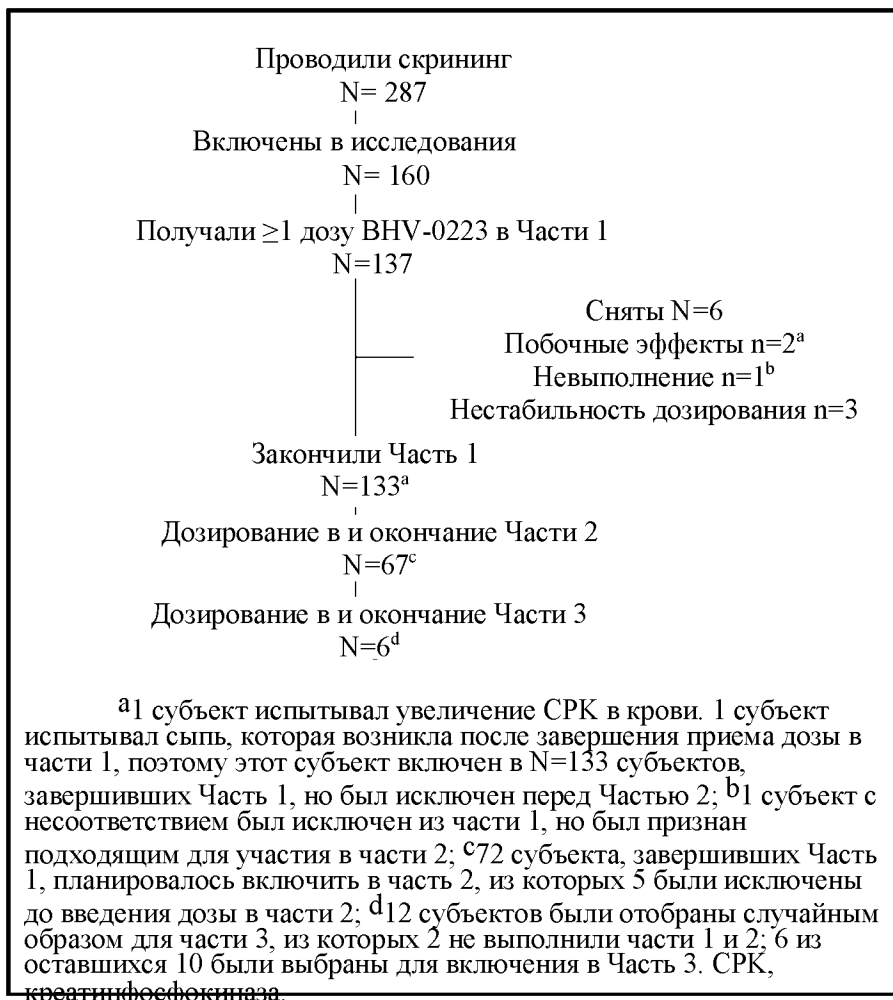 Проводили скрининг
N= 287
Включены в исследования
N= 160
Получали ≥1 дозу BHV-0223 в Части 1
N=137
Сняты N=6
Побочные эффекты n=2ᵃ
Невыполнение n=1ᵇ
Нестабильность дозирования n=3
Закончили Часть 1
N=133ᵃ
Дозирование в и окончание Части 2
N=67ᶜ
Дозирование в и окончание Части 3
N=6ᵈ
ᵃ1 субъект испытывал увеличение CPK в крови. 1 субъект
испытывал сыпь, которая возникла после завершения приема дозы в
части 1, поэтому этот субъект включен в N=133 субъектов,
завершивших Часть 1, но был исключен перед Частью 2; ᵇ1 субъект с
несоответствием был исключен из части 1, но был признан
подходящим для участия в части 2; ᶜ72 субъекта, завершивших Часть
1, планировалось включить в часть 2, из которых 5 были исключены
до введения дозы в части 2; ᵈ12 субъектов были отобраны случайным
образом для части 3, из которых 2 не выполнили части 1 и 2; 6 из
оставшихся 10 были выбраны для включения в Часть 3. CPK,
креатинфосфокиназа.